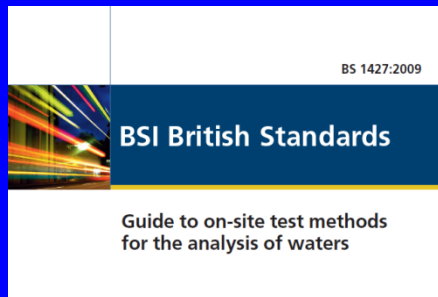 BS 1427:2009
BSI British Standards
Guide to on-site test methods
for the analysis of waters